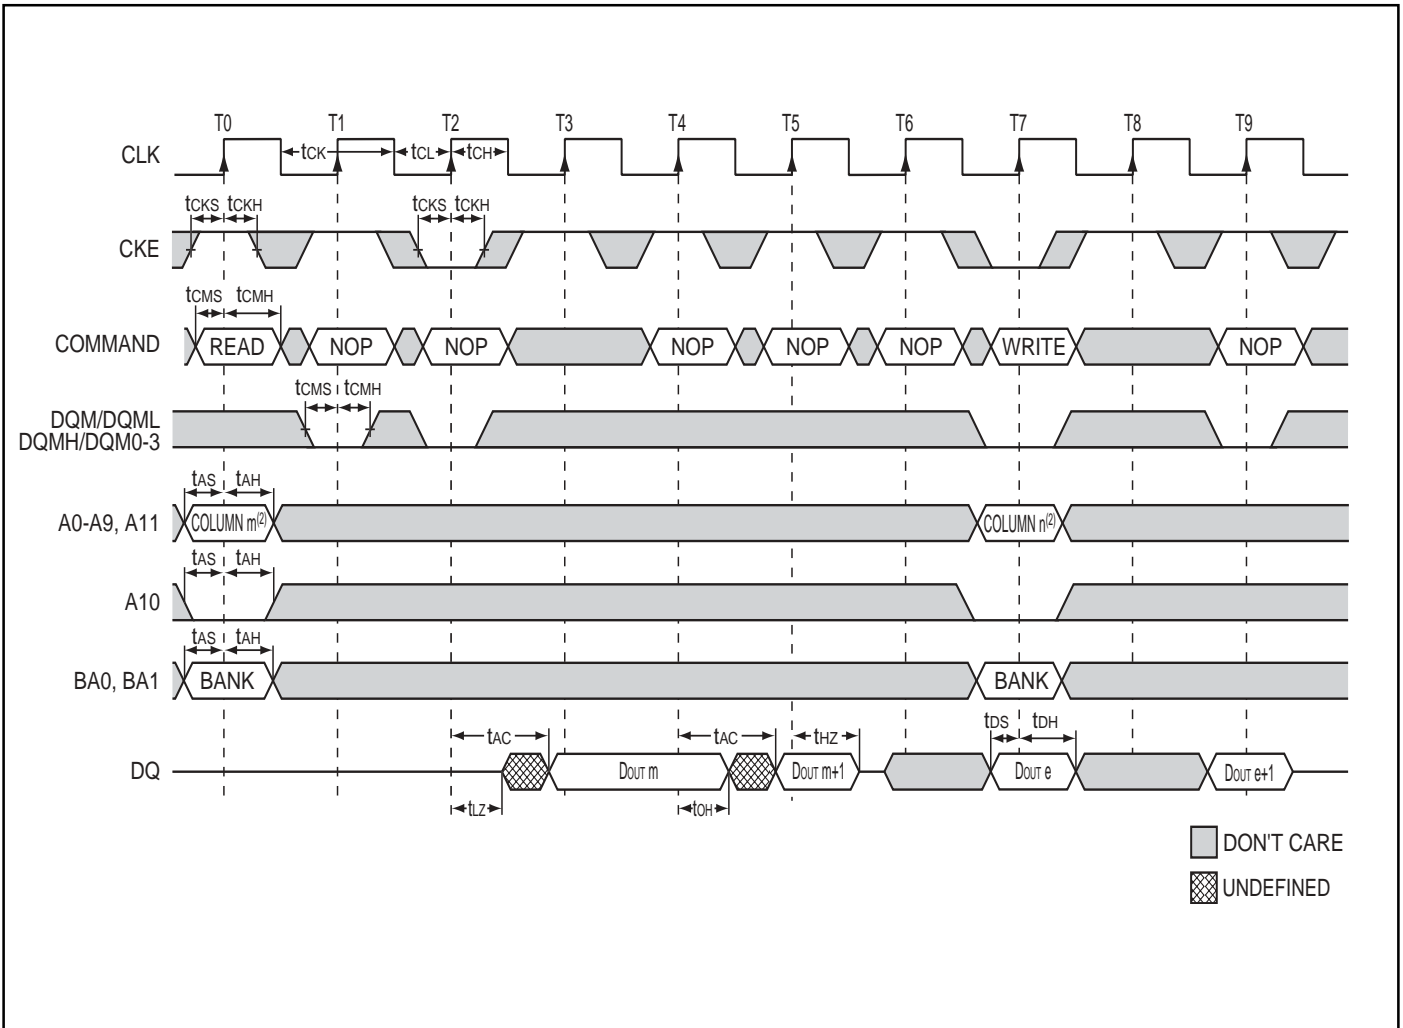 T0 T1 T2 T3 T4 T5 T6 T7 T8 T9
CLK tCK tCL tCH
tCKS tCKH tCKS tCKH
CKE
tCMS tCMH
COMMAND READ NOP NOP NOP NOP NOP WRITE NOP
tCMS tCMH
DQM/DQML
DQMH/DQM0-3
tAS tAH
A0-A9, A11 COLUMN m(2) COLUMN n(2)
tAS tAH
A10
tAS tAH
BA0, BA1 BANK BANK
tAC tAC tHZ tDS tDH
DQ DOUT m DOUT m+1 DOUT e DOUT e+1
tLZ tOH
DON'T CARE
UNDEFINED